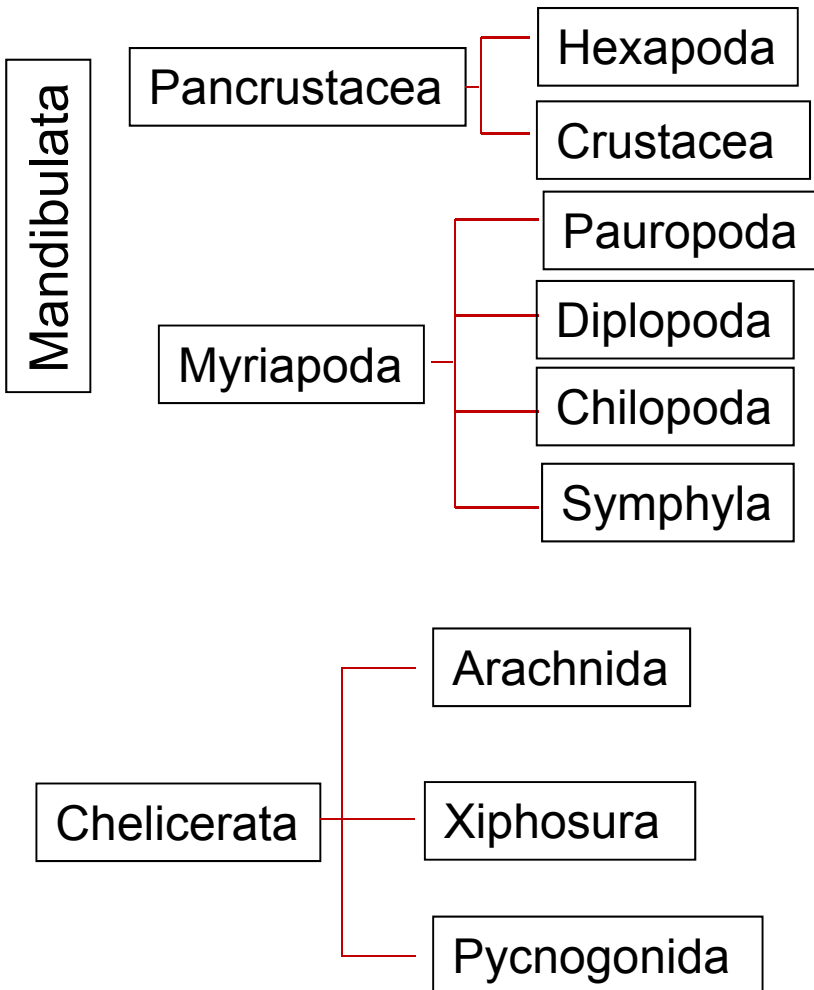 Mandibulata
Pancrustacea
Hexapoda
Crustacea
Myriapoda
Pauropoda
Diplopoda
Chilopoda
Symphyla
Chelicerata
Arachnida
Xiphosura
Pycnogonida